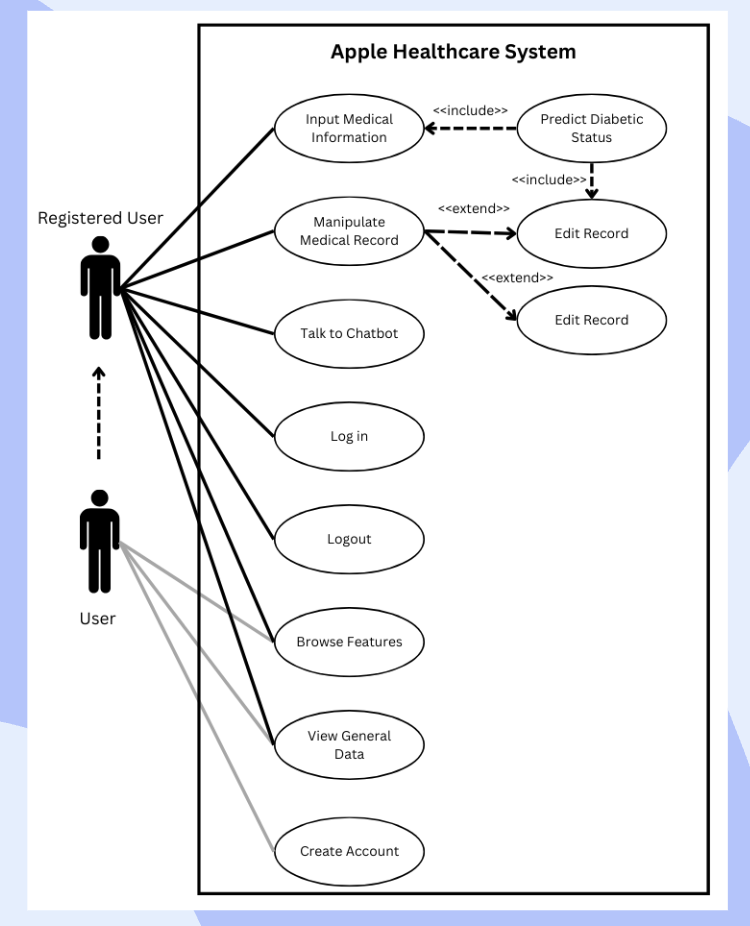 Apple Healthcare System
Input Medical
Information
<<include>>
Predict Diabetic
Status
<<include>>
Registered User
Manipulate
Medical Record
<<extend>>
Edit Record
<<extend>>
Edit Record
Talk to Chatbot
Log in
Logout
User
Browse Features
View General
Data
Create Account